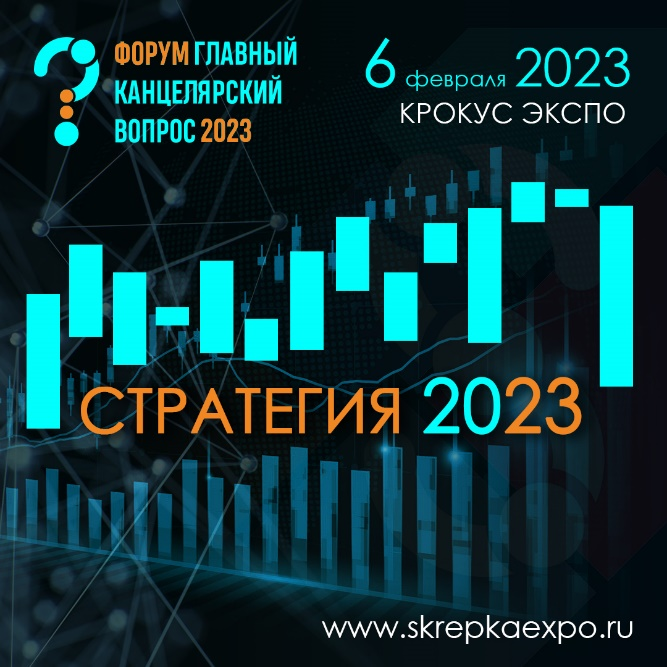 ФОРУМ ГЛАВНЫЙ
КАНЦЕЛЯРСКИЙ
ВОПРОС 2023
6 февраля 2023
КРОКУС ЭКСПО
СТРАТЕГИЯ 2023
www.skrepkaexpo.ru